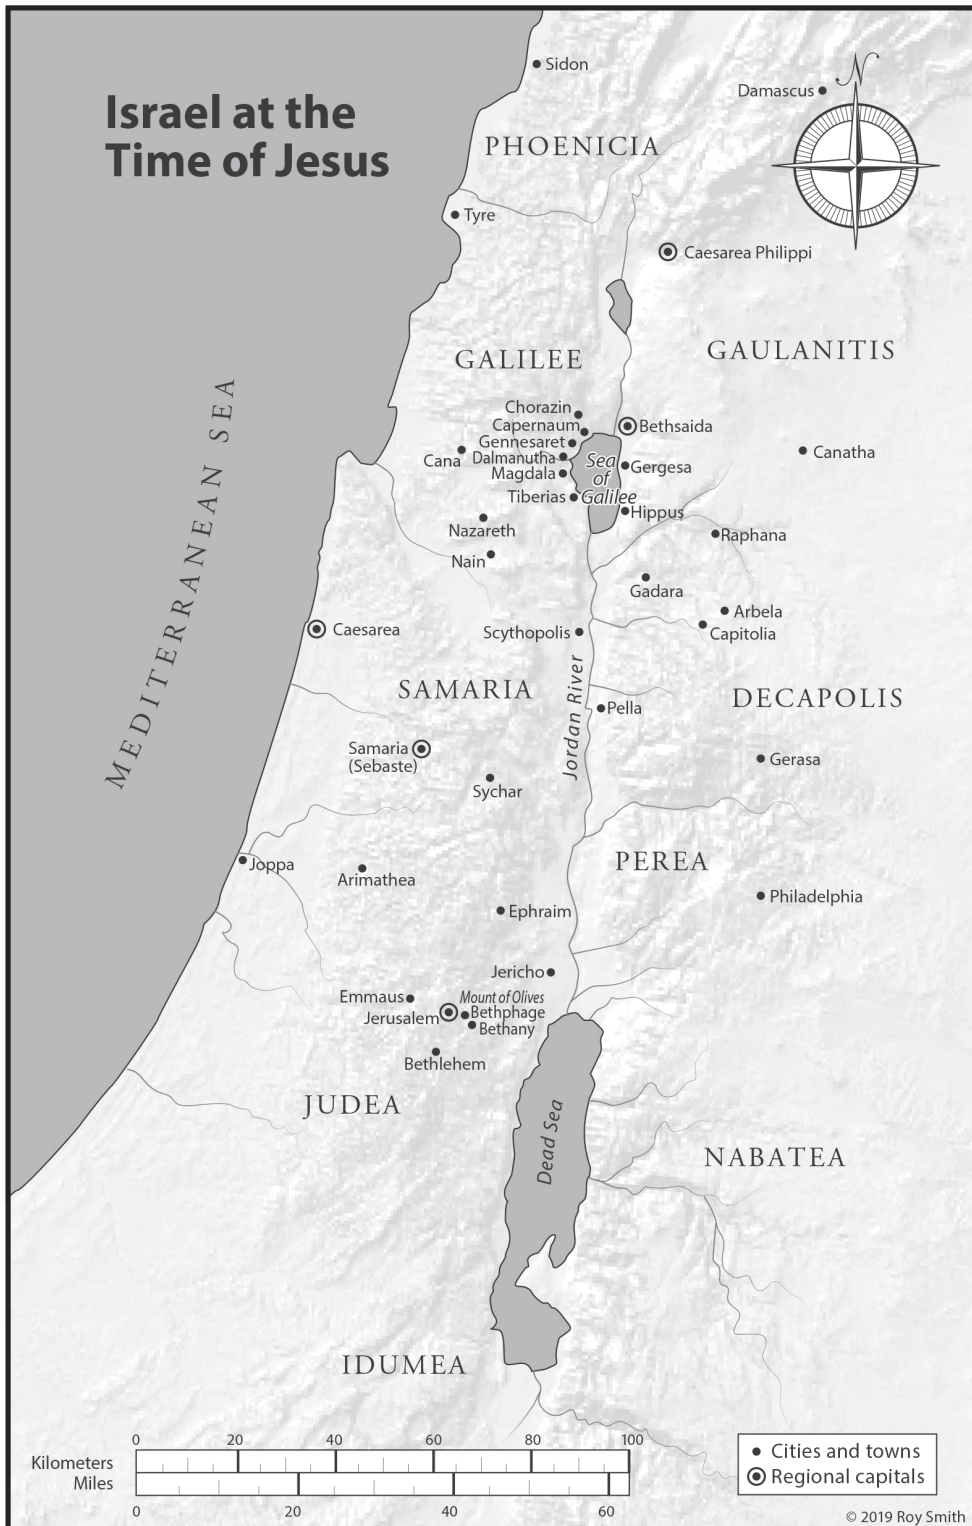 Israel at the
Time of Jesus
Sidon
Damascus
N
PHOENICIA
Tyre
Caesarea Philippi
GALILEE
GAULANITIS
MEDITERRANEAN SEA
Chorazin
Capernaum
Bethsaida
Gennesaret
Cana
Dalmanutha
Canatha
Magdala
Sea
of
Galilee
Gergesa
Tiberias
Hippus
Nazareth
Raphana
Nain
Gadara
Arbela
Caesarea
Scythopolis
Capitolia
SAMARIA
Jordan River
DECAPOLIS
Pella
Samaria
(Sebaste)
Gerasa
Sychar
Joppa
PEREA
Arimathea
Philadelphia
Ephraim
Jericho
Emmaus
Mount of Olives
Jerusalem
Bethphage
Bethany
Bethlehem
JUDEA
Dead Sea
NABATEA
IDUMEA
0 20 40 60 80 100
Kilometers
Miles
0 20 40 60
Cities and towns
Regional capitals
© 2019 Roy Smith